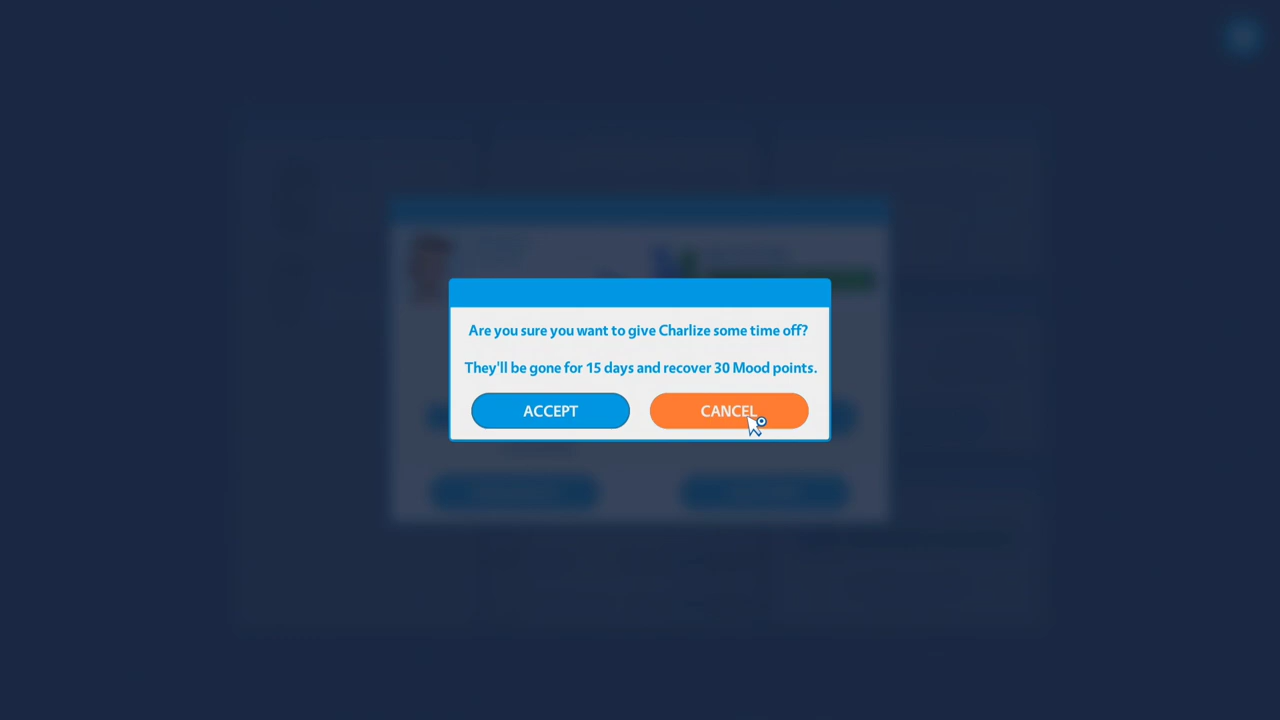 Are you sure you want to give Charlize some time off?
They'll be gone for 15 days and recover 30 Mood points.
ACCEPT
CANCEL